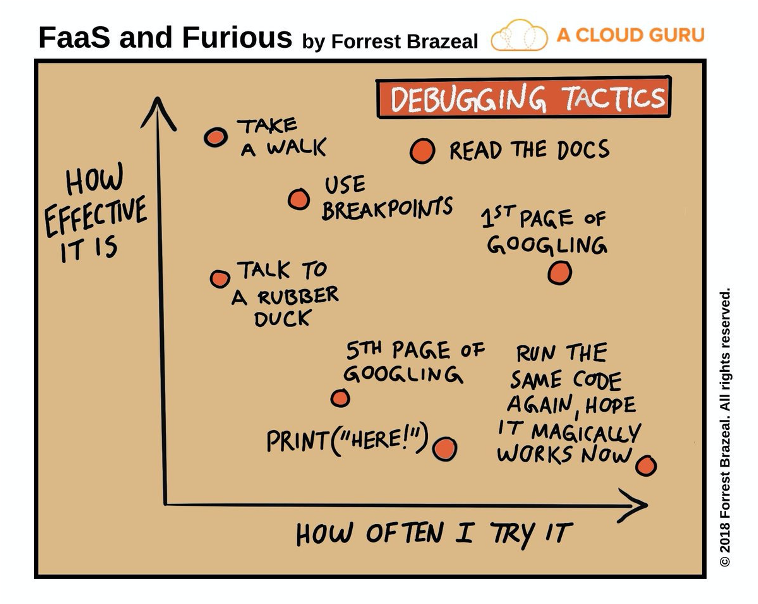 FaaS and Furious by Forrest Brazeal A CLOUD GURU
DEBUGGING TACTICS
HOW
EFFECTIVE
IT IS
TAKE
A WALK
READ THE DOCS
USE
BREAKPOINTS
1ST PAGE OF
GOOGLING
TALK TO
A RUBBER
DUCK
5TH PAGE OF
GOOGLING
PRINT("HERE!")
RUN THE
SAME CODE
AGAIN, HOPE
IT MAGICALLY
WORKS NOW
HOW OFTEN I TRY IT
© 2018 Forrest Brazeal. All rights reserved.